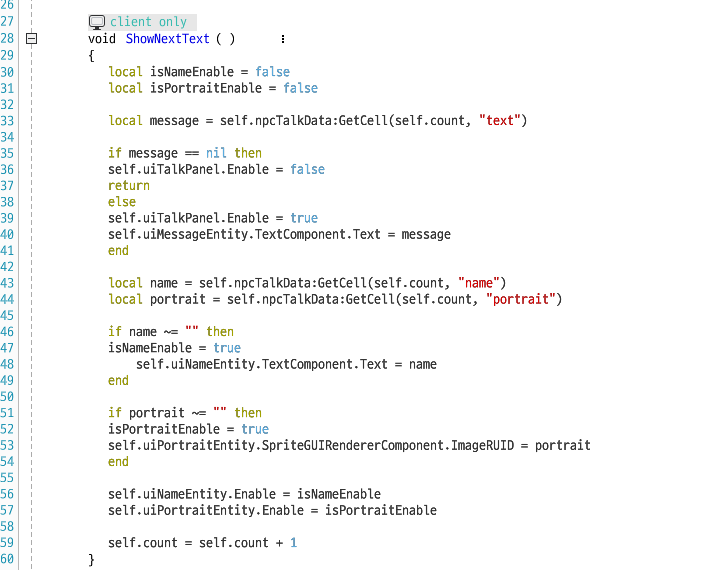 26
27 client only
28 void ShowNextText ( )
29 {
30 local isNameEnable = false
31 local isPortraitEnable = false
32
33 local message = self.npcTalkData:GetCell(self.count, "text")
34
35 if message == nil then
36 self.uiTalkPanel.Enable = false
37 return
38 else
39 self.uiTalkPanel.Enable = true
40 self.uiMessageEntity.TextComponent.Text = message
41 end
42
43 local name = self.npcTalkData:GetCell(self.count, "name")
44 local portrait = self.npcTalkData:GetCell(self.count, "portrait")
45
46 if name ~= "" then
47 isNameEnable = true
48 self.uiNameEntity.TextComponent.Text = name
49 end
50
51 if portrait ~= "" then
52 isPortraitEnable = true
53 self.uiPortraitEntity.SpriteGUIRendererComponent.ImageRUID = portrait
54 end
55
56 self.uiNameEntity.Enable = isNameEnable
57 self.uiPortraitEntity.Enable = isPortraitEnable
58
59 self.count = self.count + 1
60 }